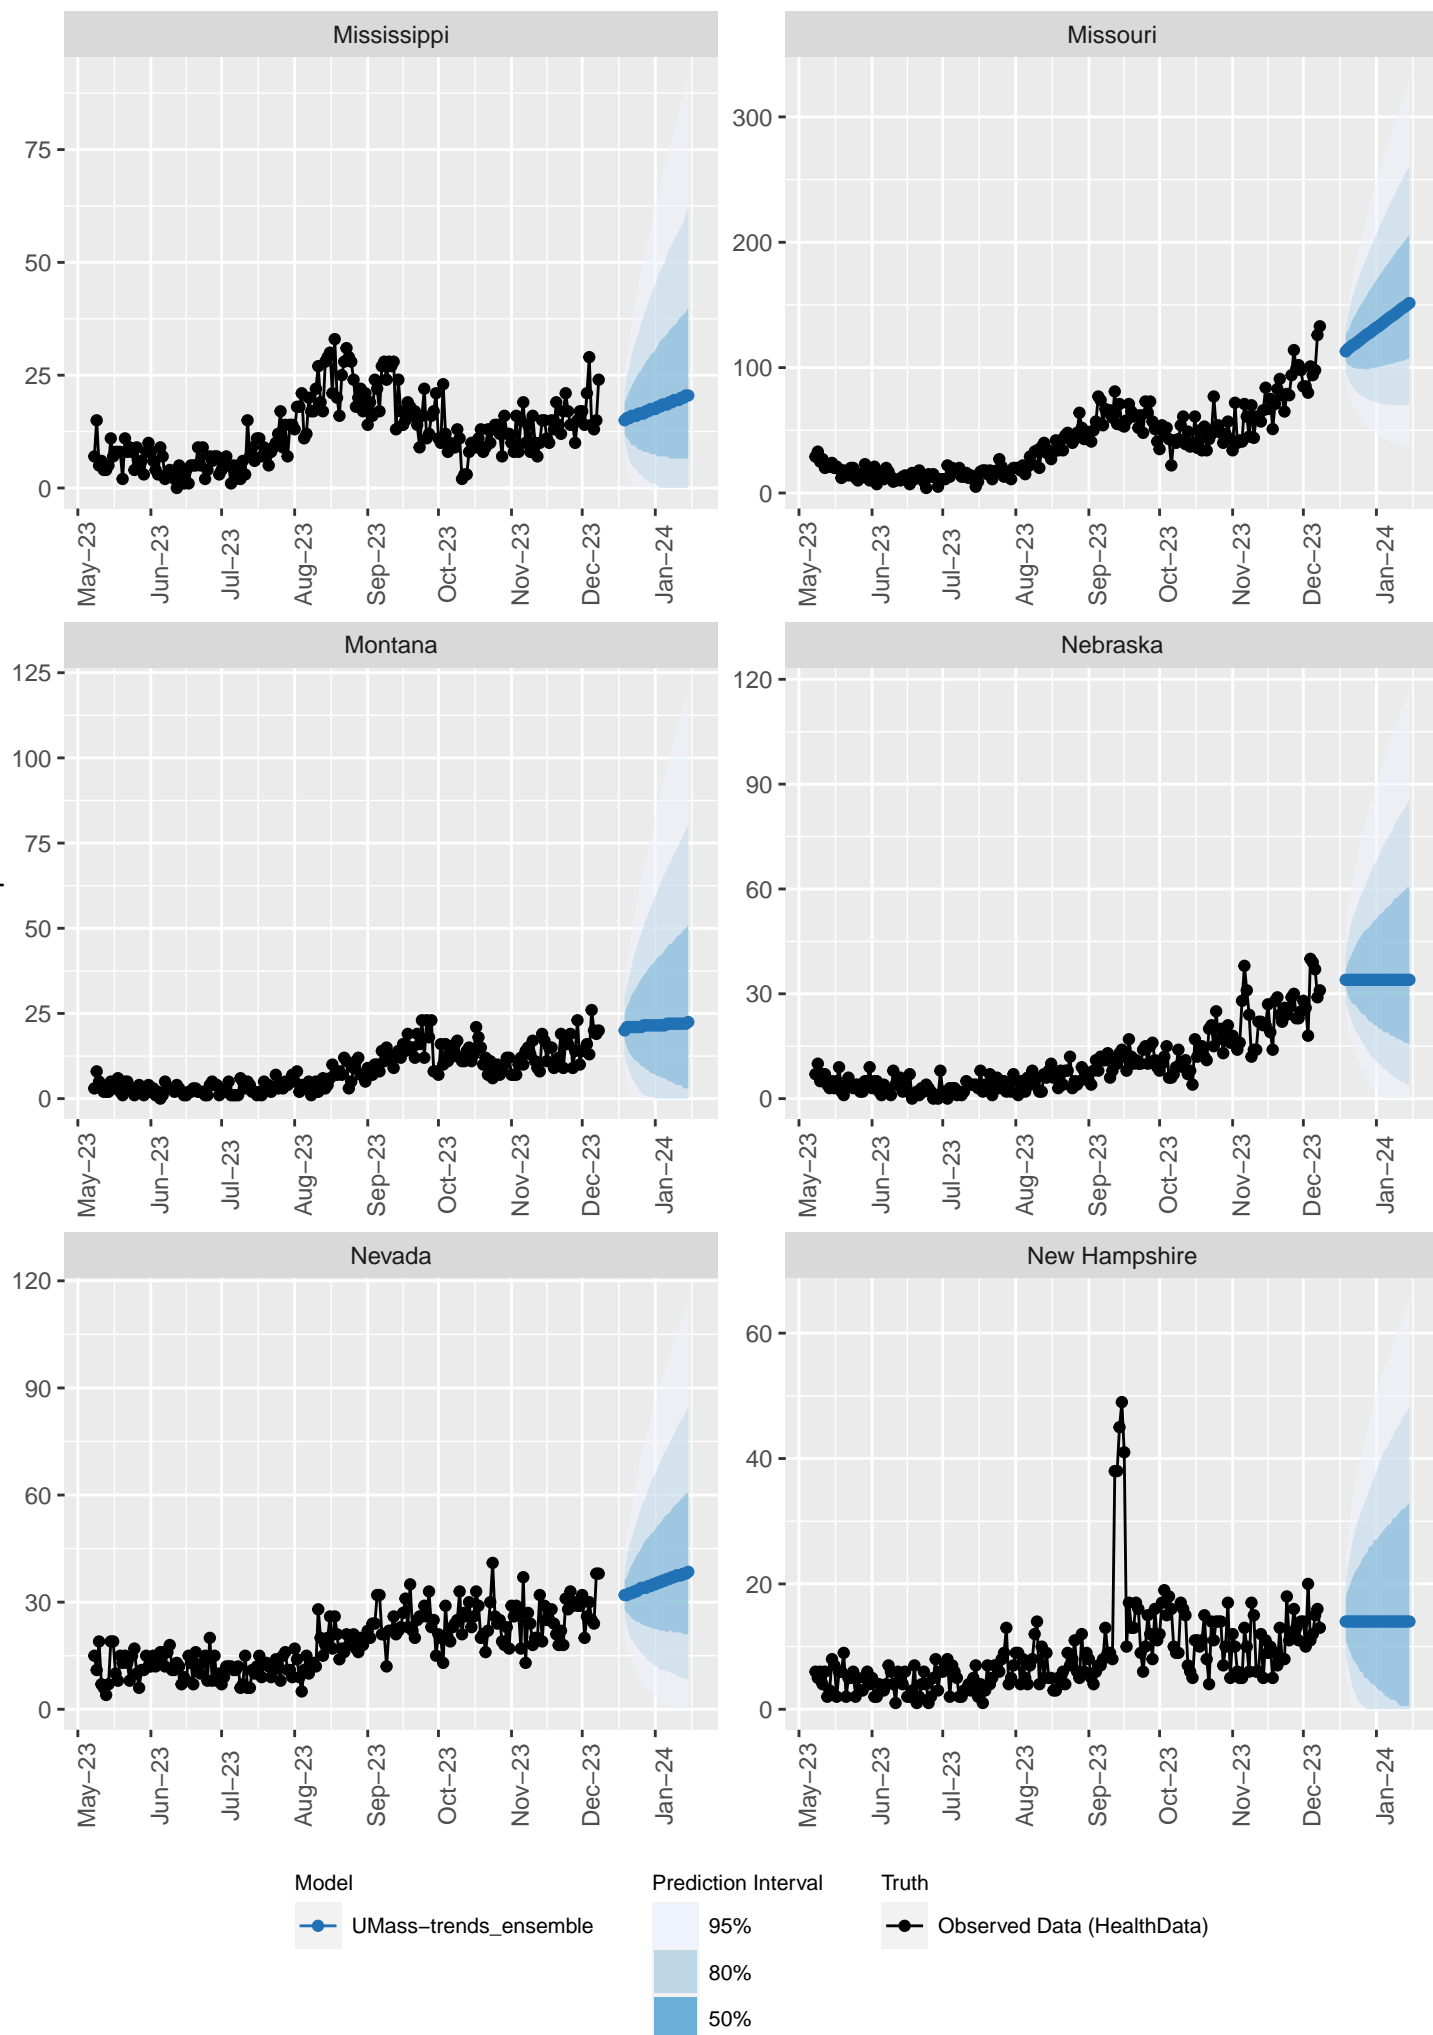 Mississippi
75
50
25
0
May−23
Jun−23
Jul−23
Aug−23
Sep−23
Oct−23
Nov−23
Dec−23
Jan−24
Missouri
300
200
100
0
May−23
Jun−23
Jul−23
Aug−23
Sep−23
Oct−23
Nov−23
Dec−23
Jan−24
Montana
125
100
75
50
25
0
May−23
Jun−23
Jul−23
Aug−23
Sep−23
Oct−23
Nov−23
Dec−23
Jan−24
Nebraska
120
90
60
30
0
May−23
Jun−23
Jul−23
Aug−23
Sep−23
Oct−23
Nov−23
Dec−23
Jan−24
Nevada
120
90
60
30
0
May−23
Jun−23
Jul−23
Aug−23
Sep−23
Oct−23
Nov−23
Dec−23
Jan−24
New Hampshire
60
40
20
0
May−23
Jun−23
Jul−23
Aug−23
Sep−23
Oct−23
Nov−23
Dec−23
Jan−24
Model
UMass−trends_ensemble
Prediction Interval
95%
80%
50%
Truth
Observed Data (HealthData)